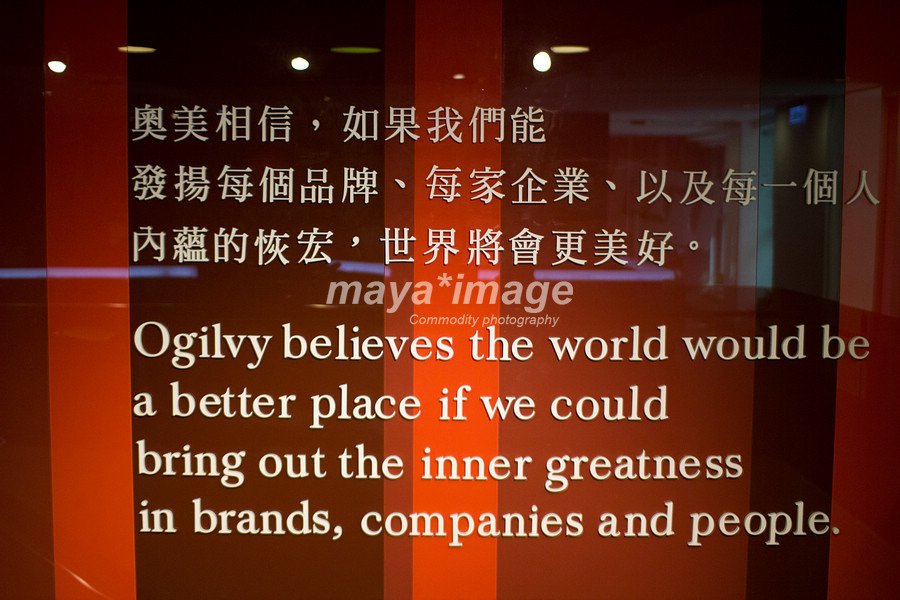 奧美相信，如果我們能
發揚每個品牌、每家企業、以及每一個人
內蘊的恢宏，世界將會更美好。
maya*image
Commodity photography
Ogilvy believes the world would be
a better place if we could
bring out the inner greatness
in brands, companies and people.